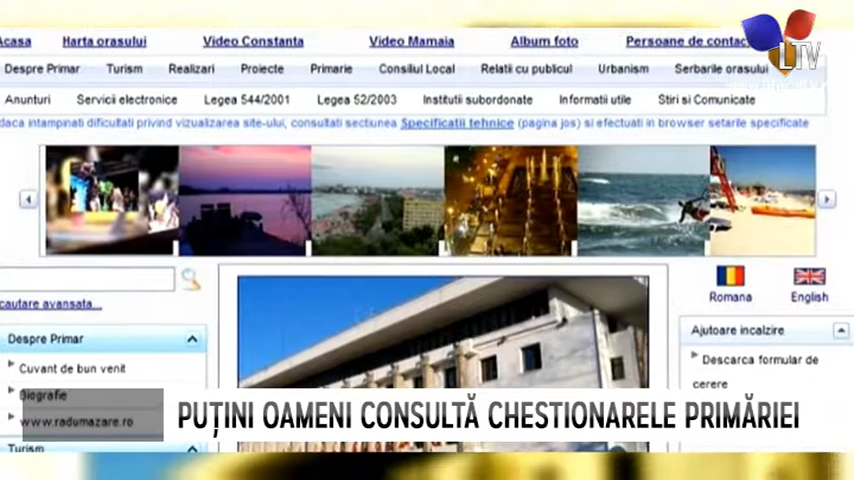 Acasa Harta orasului Video Constanta Video Mamaia Album foto Persoane de contact
LTV
Despre Primar Turism Realizari Proiecte Primarie Consiliul Local Relatii cu publicul Urbanism Serbarile orasului
Anunturi Servicii electronice Legea 544/2001 Legea 52/2003 Institutii subordonate Informatii utile Stiri si Comunicate
daca intampinati dificultati privind vizualizarea site-ului, consultati sectiunea Specificatii tehnice (pagina jos) si efectuati in browser setarile specificate
Romana English
cautare avansata...
Despre Primar
Ajutoare incalzire
Cuvant de bun venit
Descarca formular de
cerere
Biografie
www.radumazare.ro
PUȚINI OAMENI CONSULTĂ CHESTIONARELE PRIMĂRIEI
Turism